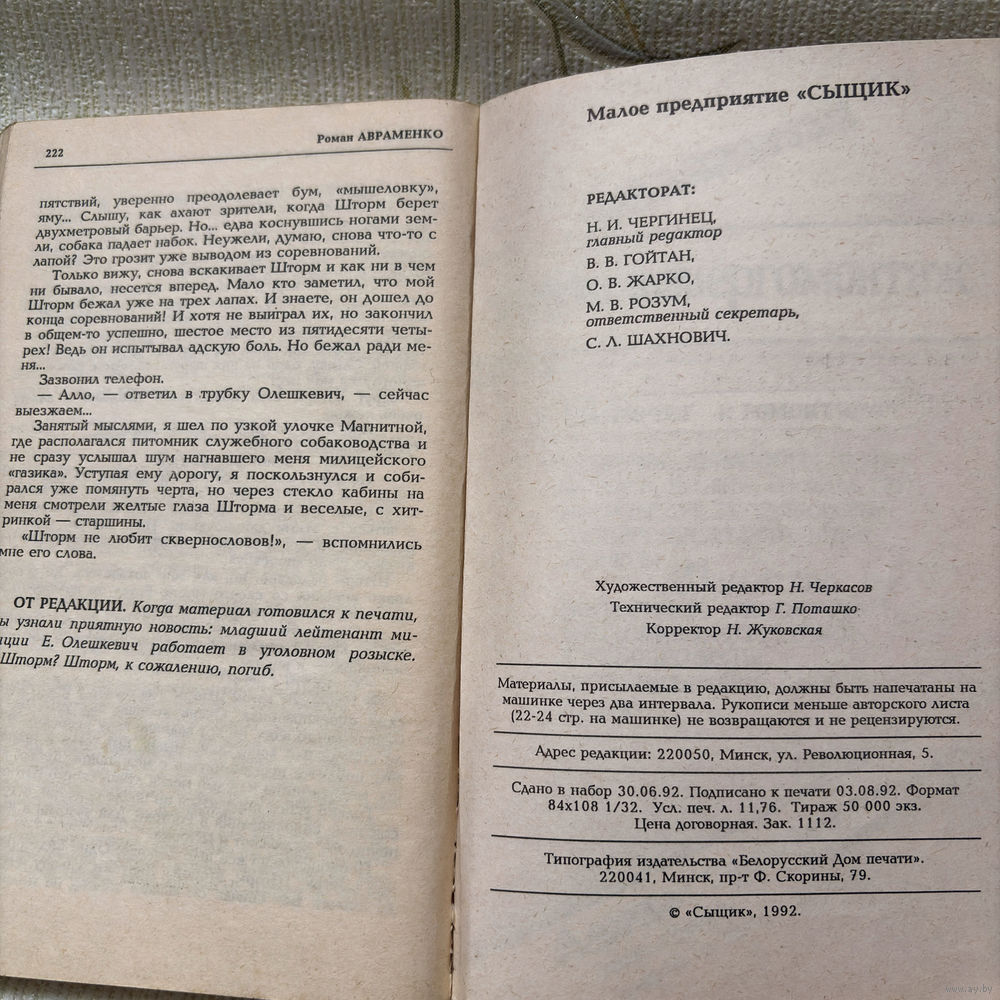 222
Роман АВРАМЕНКО
пятствий, уверенно преодолевает бум, «мышеловку»,
яму... Слышу, как ахают зрители, когда Шторм берет
двухметровый барьер. Но... едва коснувшись ногами зем-
ли, собака падает набок. Неужели, думаю, снова что-то с
лапой? Это грозит уже выводом из соревнований.
Только вижу, снова вскакивает Шторм и как ни в чем
ни бывало, несется вперед. Мало кто заметил, что мой
Шторм бежал уже на трех лапах. И знаете, он дошел до
конца соревнований! И хотя не выиграл их, но закончил
в общем-то успешно, шестое место из пятидесяти четы-
рех! Ведь он испытывал адскую боль. Но бежал ради ме-
ня...
Зазвонил телефон.
— Алло, — ответил в трубку Олешкевич, — сейчас
выезжаем...
Занятый мыслями, я шел по узкой улочке Магнитной,
где располагался питомник служебного собаководства и
не сразу услышал шум нагнавшего меня милицейского
«газика». Уступая ему дорогу, я поскользнулся и соби-
рался уже помянуть черта, но через стекло кабины на
меня смотрели желтые глаза Шторма и веселые, с хит-
ринкой — старшины.
«Шторм не любит сквернословов!», — вспомнились
мне его слова.
ОТ РЕДАКЦИИ. Когда материал готовился к печати,
ы узнали приятную новость: младший лейтенант ми-
ции Е. Олешкевич работает в уголовном розыске.
Шторм? Шторм, к сожалению, погиб.
Малое предприятие «СЫЩИК»
РЕДАКТОРАТ:
Н. И. ЧЕРГИНЕЦ,
главный редактор
В. В. ГОЙТАН,
О. В. ЖАРКО,
М. В. РОЗУМ,
ответственный секретарь,
С. Л. ШАХНОВИЧ.
Художественный редактор Н. Черкасов
Технический редактор Г. Поташко
Корректор Н. Жуковская
Материалы, присылаемые в редакцию, должны быть напечатаны на
машинке через два интервала. Рукописи меньше авторского листа
(22-24 стр. на машинке) не возвращаются и не рецензируются.
Адрес редакции: 220050, Минск, ул. Революционная, 5.
Сдано в набор 30.06.92. Подписано к печати 03.08.92. Формат
84х108 1/32. Усл. печ. л. 11,76. Тираж 50 000 экз.
Цена договорная. Зак. 1112.
Типография издательства «Белорусский Дом печати».
220041, Минск, пр-т Ф. Скорины, 79.
© «Сыщик», 1992.
www.ay.by